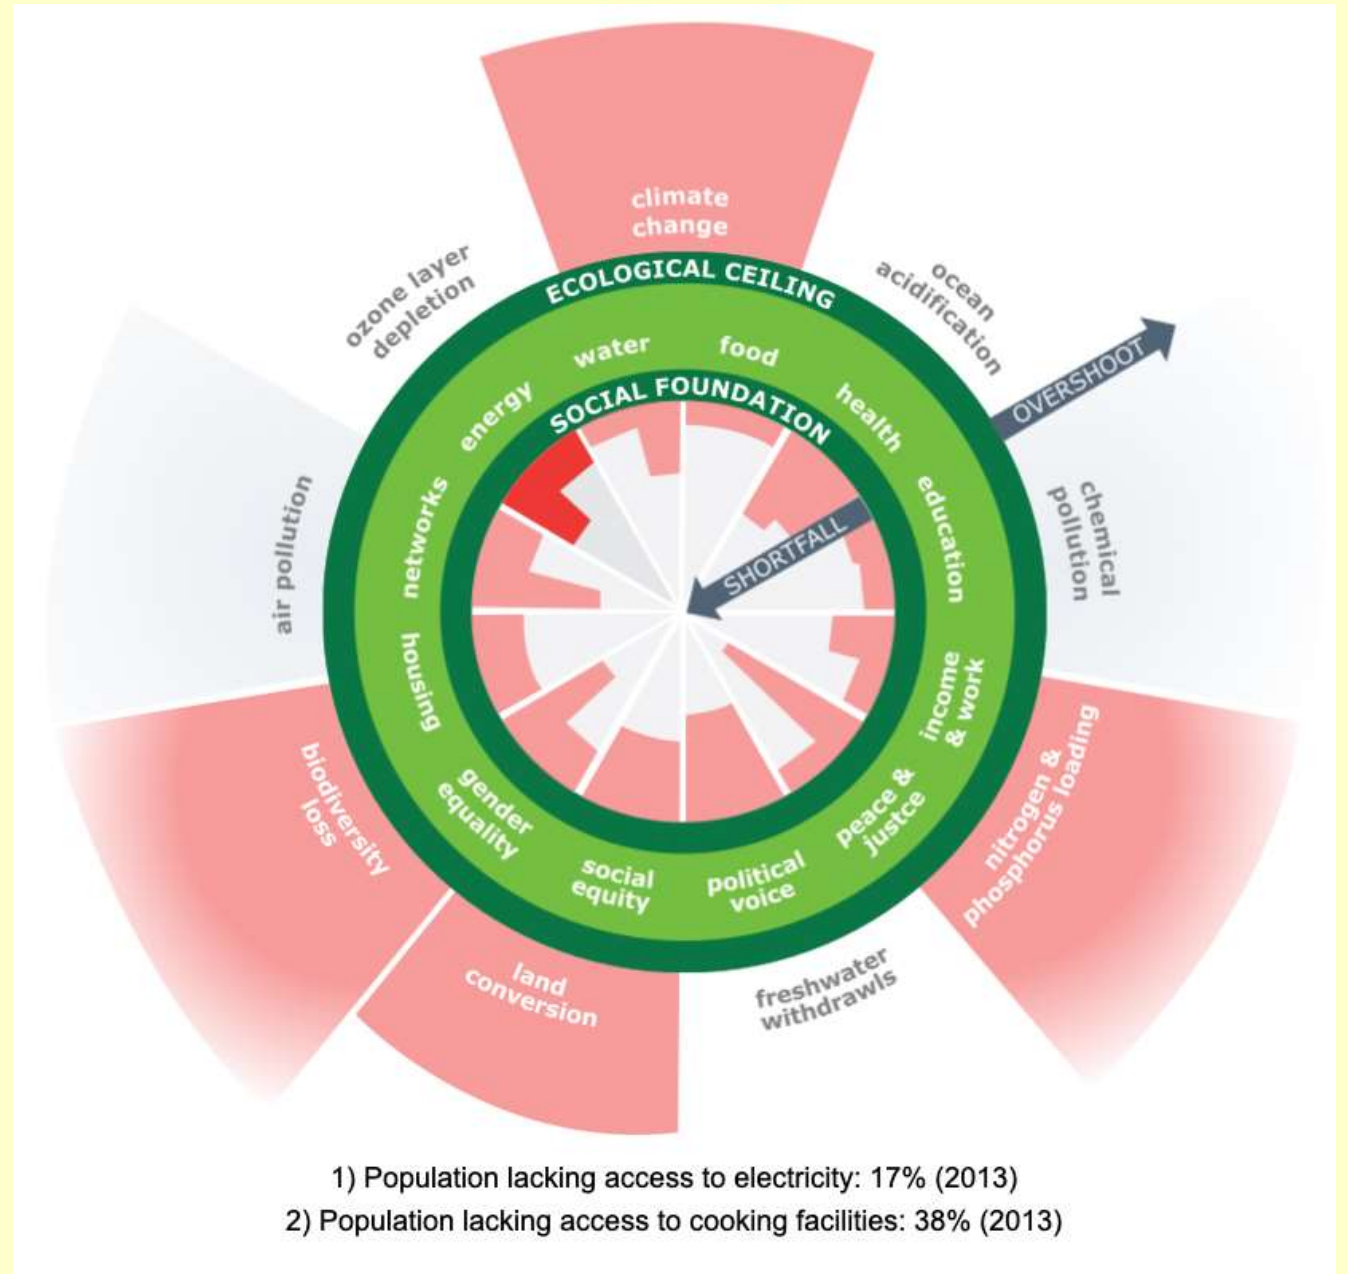 climate
change
ECOLOGICAL CEILING
ozone layer
depletion
ocean
acidification
OVERSHOOT
water
food
SOCIAL FOUNDATION
energy
health
networks
education
SHORTFALL
air pollution
chemical
pollution
housing
income
& work
biodiversity
loss
nitrogen &
phosphorus loading
gender
equality
peace &
justce
social
equity
political
voice
land
conversion
freshwater
withdrawls
1) Population lacking access to electricity: 17% (2013)
2) Population lacking access to cooking facilities: 38% (2013)